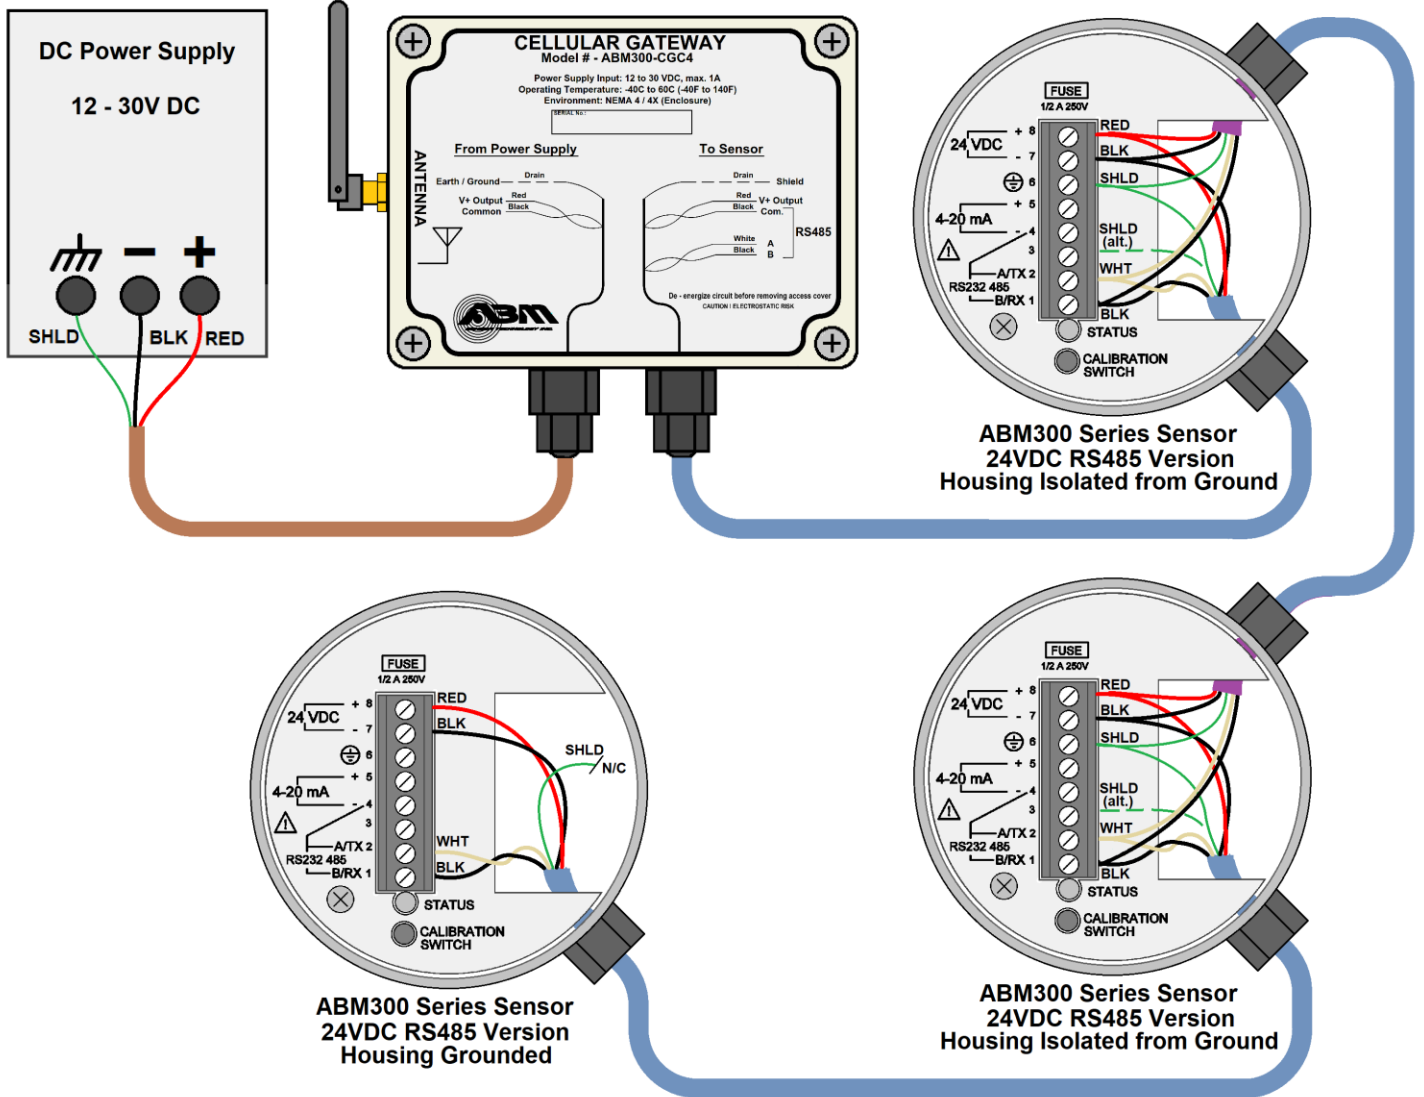 DC Power Supply
12 - 30V DC
SHLD
BLK
RED
CELLULAR GATEWAY
Model # - ABM300-CGC4
Power Supply Input: 12 to 30 VDC, max. 1A
Operating Temperature: -40C to 60C (-40F to 140F)
Environment: NEMA 4 / 4X (Enclosure)
SERIAL No.:
From Power Supply
To Sensor
ANTENNA
Earth / Ground
Drain
V+ Output
Red
Common
Black
Drain
Shield
Red
V+ Output
Black
Com.
RS485
White
A
Black
B
De - energize circuit before removing access cover
CAUTION : ELECTROSTATIC RISK
ABM
FUSE
1/2 A 250V
24 VDC
+ 8
- 7
6
+ 5
4-20 mA
- 4
3
A/TX 2
RS232 485
B/RX 1
RED
BLK
SHLD
SHLD
(alt.)
WHT
BLK
STATUS
CALIBRATION
SWITCH
ABM300 Series Sensor
24VDC RS485 Version
Housing Isolated from Ground
FUSE
1/2 A 250V
24 VDC
+ 8
- 7
6
+ 5
4-20 mA
- 4
3
A/TX 2
RS232 485
B/RX 1
RED
BLK
SHLD
N/C
WHT
BLK
STATUS
CALIBRATION
SWITCH
ABM300 Series Sensor
24VDC RS485 Version
Housing Grounded
FUSE
1/2 A 250V
24 VDC
+ 8
- 7
6
+ 5
4-20 mA
- 4
3
A/TX 2
RS232 485
B/RX 1
RED
BLK
SHLD
SHLD
(alt.)
WHT
BLK
STATUS
CALIBRATION
SWITCH
ABM300 Series Sensor
24VDC RS485 Version
Housing Isolated from Ground